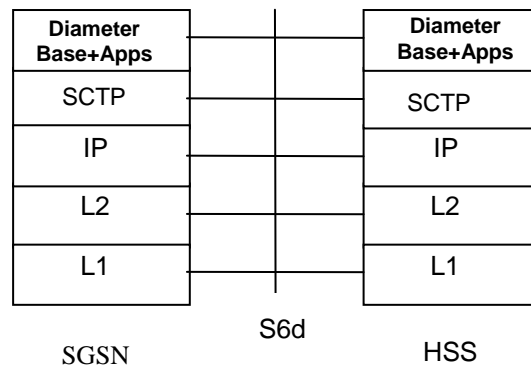 Diameter
Base+Apps
SCTP
IP
L2
L1
SGSN
S6d
Diameter
Base+Apps
SCTP
IP
L2
L1
HSS